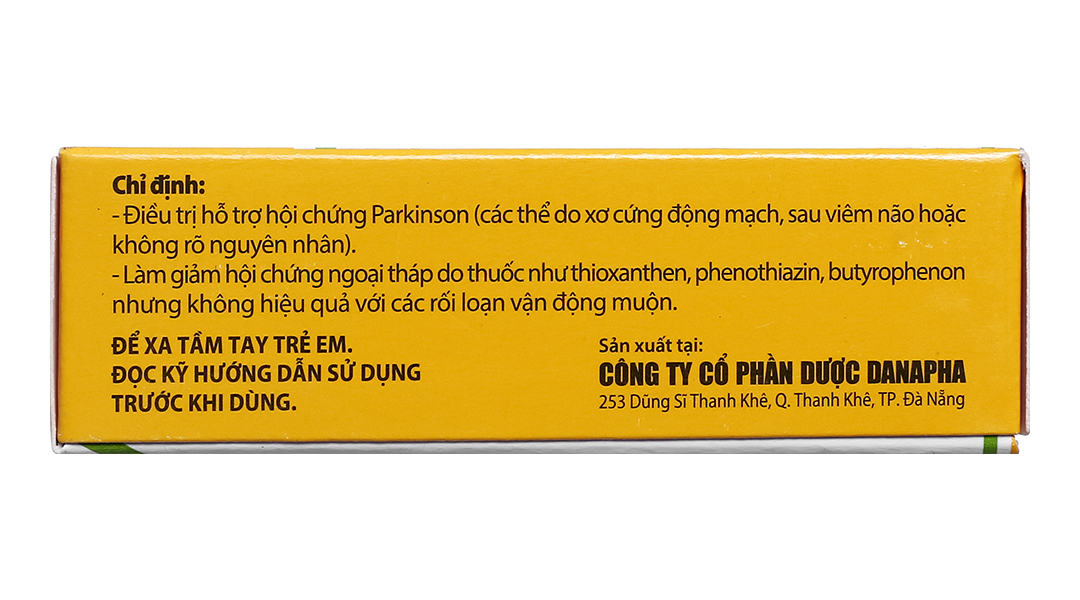 Chỉ định:
- Điều trị hỗ trợ hội chứng Parkinson (các thể do xơ cứng động mạch, sau viêm não hoặc
không rõ nguyên nhân).
- Làm giảm hội chứng ngoại tháp do thuốc như thioxanthen, phenothiazin, butyrophenon
nhưng không hiệu quả với các rối loạn vận động muộn.
ĐỂ XA TẦM TAY TRẺ EM.
ĐỌC KỸ HƯỚNG DẪN SỬ DỤNG
TRƯỚC KHI DÙNG.
Sản xuất tại:
CÔNG TY CỔ PHẦN DƯỢC DANAPHA
253 Dũng Sĩ Thanh Khê, Q. Thanh Khê, TP. Đà Nẵng